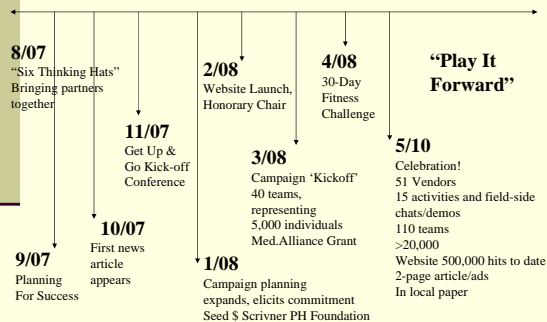 8/07
“Six Thinking Hats”
Bringing partners
together
9/07
Planning
For Success
10/07
First news
article
appears
11/07
Get Up &
Go Kick-off
Conference
1/08
Campaign planning
expands, elicits commitment
Seed $ Scrivner PH Foundation
2/08
Website Launch,
Honorary Chair
3/08
Campaign ‘Kickoff’
40 teams,
representing
5,000 individuals
Med.Alliance Grant
4/08
30-Day
Fitness
Challenge
“Play It
Forward”
5/10
Celebration!
51 Vendors
15 activities and field-side
chats/demos
110 teams
>20,000
Website 500,000 hits to date
2-page article/ads
In local paper